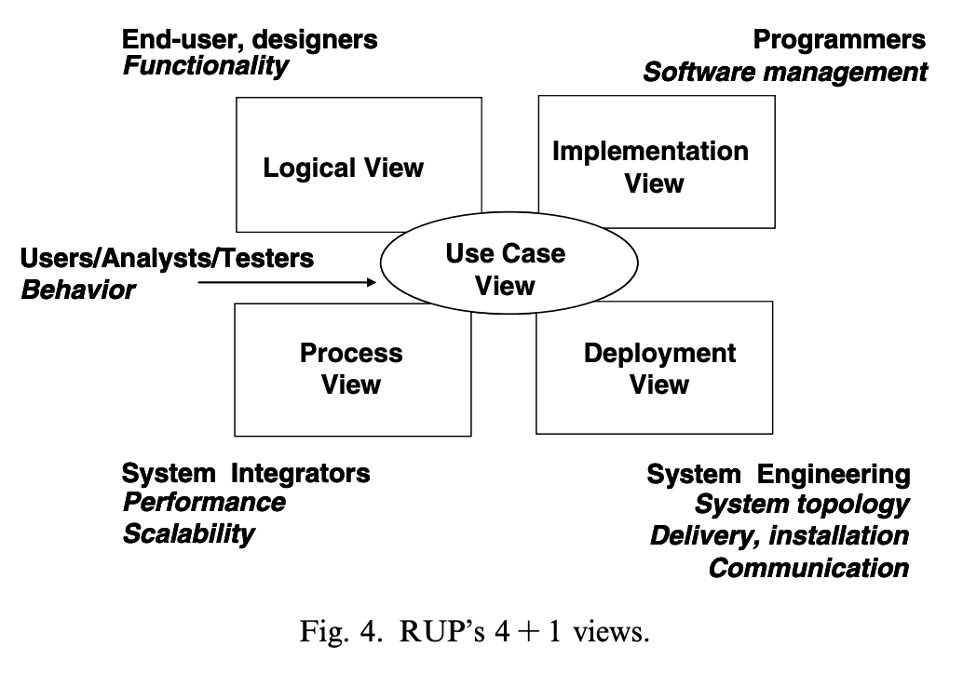 End-user, designers
Functionality
Programmers
Software management
Logical View
Implementation
View
Users/Analysts/Testers
Behavior
Use Case
View
Process
View
Deployment
View
System Integrators
Performance
Scalability
System Engineering
System topology
Delivery, installation
Communication
Fig. 4. RUP's 4 + 1 views.